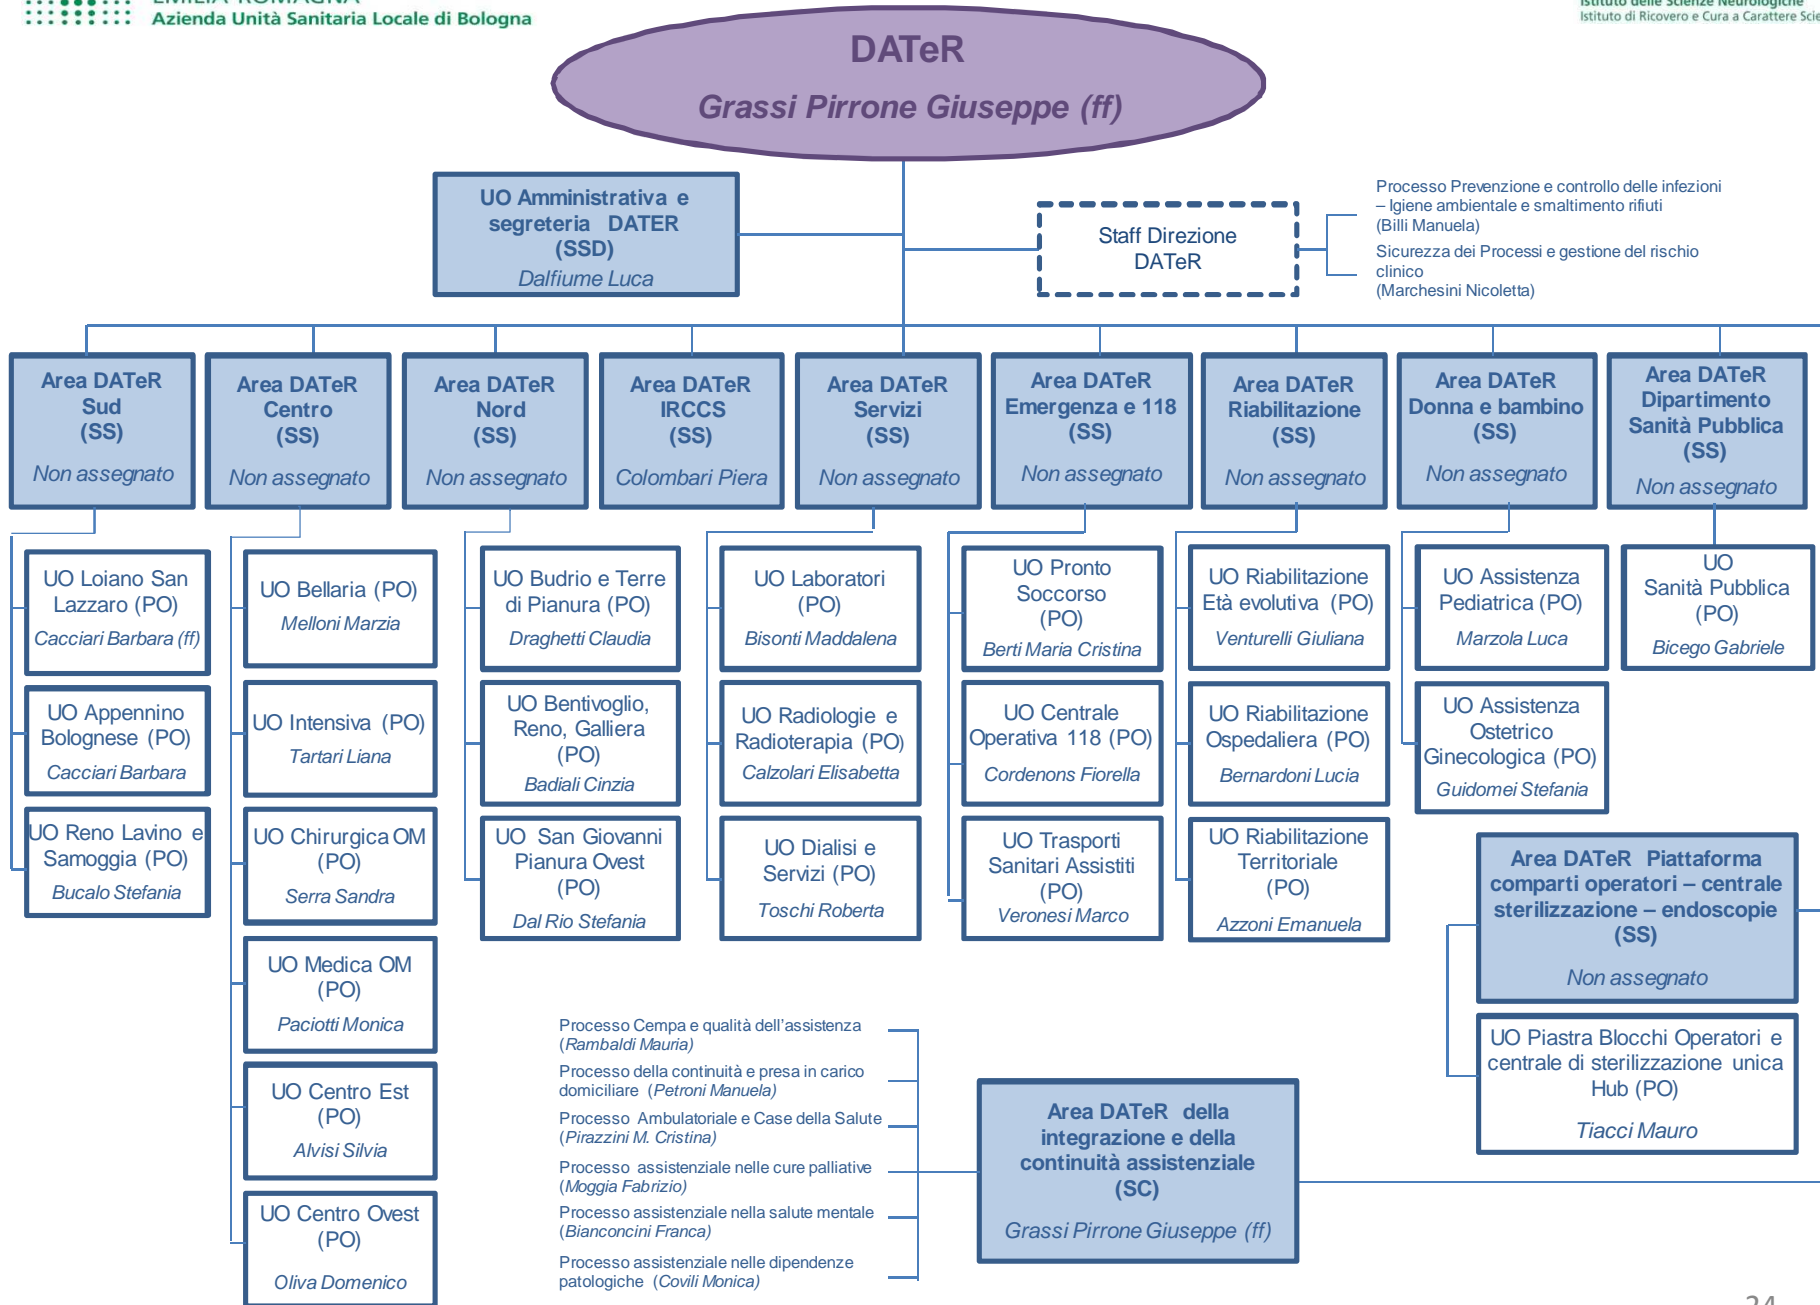 EMILIA-ROMAGNA
Azienda Unità Sanitaria Locale di Bologna
Istituto delle Scienze Neurologiche
Istituto di Ricovero e Cura a Carattere Scie
DATeR
Grassi Pirrone Giuseppe (ff)
UO Amministrativa e
segreteria DATER
(SSD)
Dalfiume Luca
Staff Direzione
DATeR
Processo Prevenzione e controllo delle infezioni
– Igiene ambientale e smaltimento rifiuti
(Billi Manuela)
Sicurezza dei Processi e gestione del rischio
clinico
(Marchesini Nicoletta)
Area DATeR
Sud
(SS)
Non assegnato
Area DATeR
Centro
(SS)
Non assegnato
Area DATeR
Nord
(SS)
Non assegnato
Area DATeR
IRCCS
(SS)
Colombari Piera
Area DATeR
Servizi
(SS)
Non assegnato
Area DATeR
Emergenza e 118
(SS)
Non assegnato
Area DATeR
Riabilitazione
(SS)
Non assegnato
Area DATeR
Donna e bambino
(SS)
Non assegnato
Area DATeR
Dipartimento
Sanità Pubblica
(SS)
Non assegnato
UO Loiano San
Lazzaro (PO)
Cacciari Barbara (ff)
UO Appennino
Bolognese (PO)
Cacciari Barbara
UO Reno Lavino e
Samoggia (PO)
Bucalo Stefania
UO Bellaria (PO)
Melloni Marzia
UO Intensiva (PO)
Tartari Liana
UO Chirurgica OM
(PO)
Serra Sandra
UO Medica OM
(PO)
Paciotti Monica
UO Centro Est
(PO)
Alvisi Silvia
UO Centro Ovest
(PO)
Oliva Domenico
UO Budrio e Terre
di Pianura (PO)
Draghetti Claudia
UO Bentivoglio,
Reno, Galliera
(PO)
Badiali Cinzia
UO San Giovanni
Pianura Ovest
(PO)
Dal Rio Stefania
UO Laboratori
(PO)
Bisonti Maddalena
UO Radiologie e
Radioterapia (PO)
Calzolari Elisabetta
UO Dialisi e
Servizi (PO)
Toschi Roberta
UO Pronto
Soccorso
(PO)
Berti Maria Cristina
UO Centrale
Operativa 118 (PO)
Cordenons Fiorella
UO Trasporti
Sanitari Assistiti
(PO)
Veronesi Marco
UO Riabilitazione
Età evolutiva (PO)
Venturelli Giuliana
UO Riabilitazione
Ospedaliera (PO)
Bernardoni Lucia
UO Riabilitazione
Territoriale
(PO)
Azzoni Emanuela
UO Assistenza
Pediatrica (PO)
Marzola Luca
UO Assistenza
Ostetrico
Ginecologica (PO)
Guidomei Stefania
UO
Sanità Pubblica
(PO)
Bicego Gabriele
Area DATeR Piattaforma
comparti operatori – centrale
sterilizzazione – endoscopie
(SS)
Non assegnato
UO Piastra Blocchi Operatori e
centrale di sterilizzazione unica
Hub (PO)
Tiacci Mauro
Processo Cempa e qualità dell'assistenza
(Rambaldi Mauria)
Processo della continuità e presa in carico
domiciliare (Petroni Manuela)
Processo Ambulatoriale e Case della Salute
(Pirazzini M. Cristina)
Processo assistenziale nelle cure palliative
(Moggia Fabrizio)
Processo assistenziale nella salute mentale
(Bianconcini Franca)
Processo assistenziale nelle dipendenze
patologiche (Covili Monica)
Area DATeR della
integrazione e della
continuità assistenziale
(SC)
Grassi Pirrone Giuseppe (ff)
24